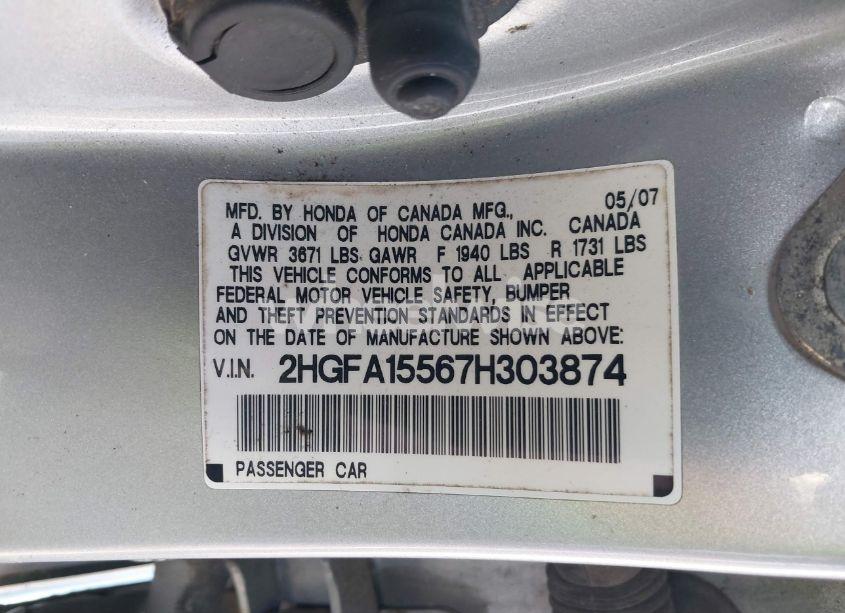 05/07
MFD. BY HONDA OF CANADA MFG.,
A DIVISION OF HONDA CANADA INC. CANADA
GVWR 3671 LBS GAWR F 1940 LBS R 1731 LBS
THIS VEHICLE CONFORMS TO ALL APPLICABLE
FEDERAL MOTOR VEHICLE SAFETY, BUMPER
AND THEFT PREVENTION STANDARDS IN EFFECT
ON THE DATE OF MANUFACTURE SHOWN ABOVE:
V.I.N. 2HGFA15567H303874
PASSENGER CAR